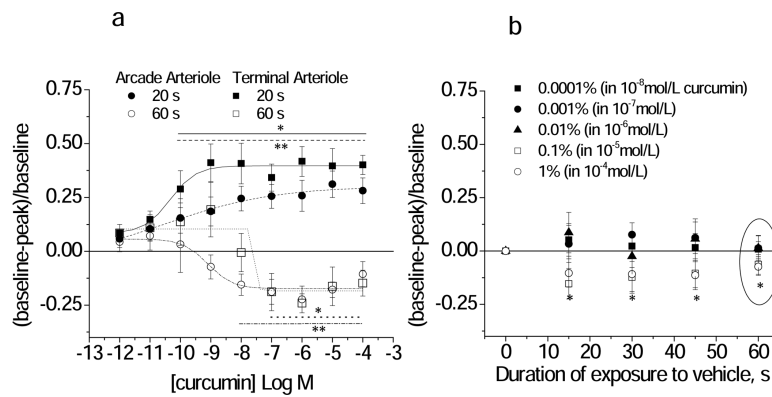 a
Arcade Arteriole Terminal Arteriole
20 s 20 s
60 s 60 s
*
**
0.75
0.50
0.25
0.00
-0.25
*
**
(baseline-peak)/baseline
-13 -12 -11 -10 -9 -8 -7 -6 -5 -4 -3
[curcumin] Log M
b
0.0001% (in 10⁻⁸mol/L curcumin)
0.001% (in 10⁻⁷mol/L)
0.01% (in 10⁻⁶mol/L)
0.1% (in 10⁻⁵mol/L)
1% (in 10⁻⁴mol/L)
0.75
0.50
0.25
0.00
-0.25
* * * *
(baseline-peak)/baseline
0 15 30 45 60
Duration of exposure to vehicle, s